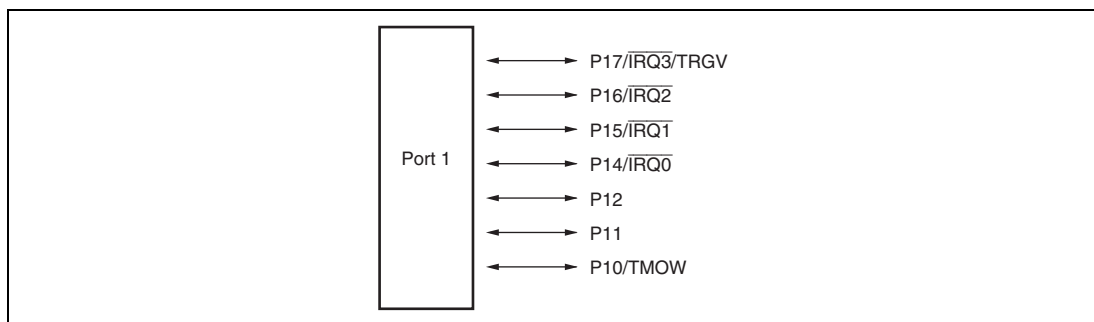 Port 1
P17/IRQ3/TRGV
P16/IRQ2
P15/IRQ1
P14/IRQ0
P12
P11
P10/TMOW